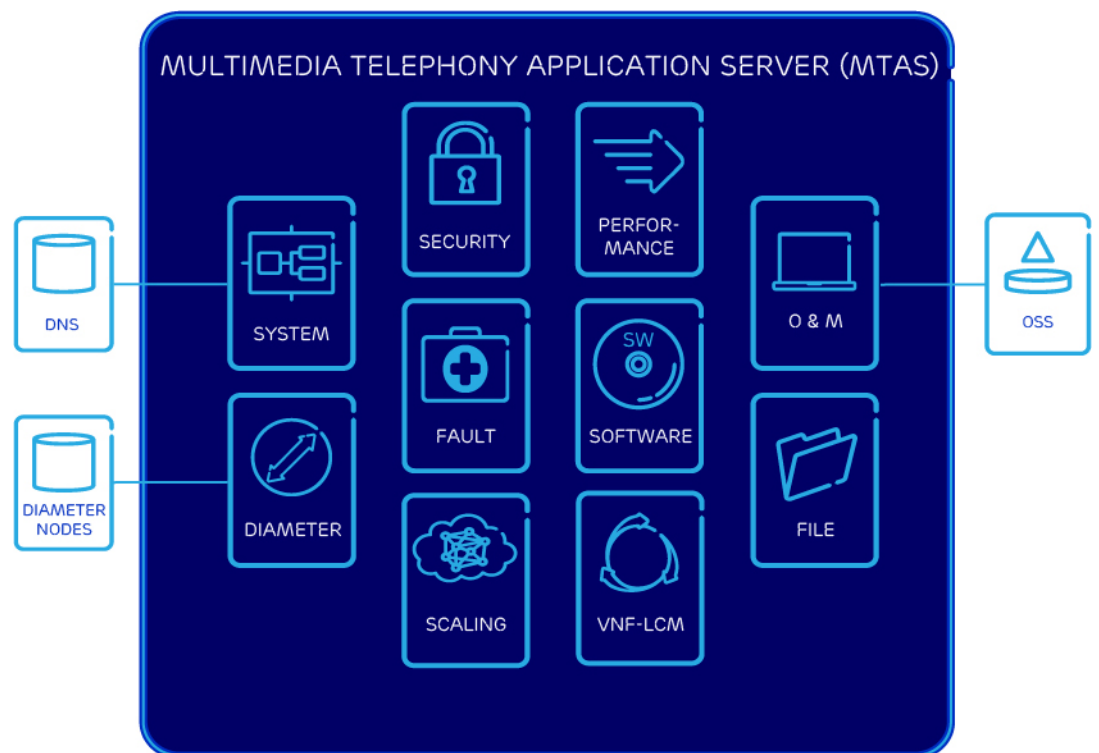 MULTIMEDIA TELEPHONY APPLICATION SERVER (MTAS)
SECURITY
PERFOR-
MANCE
DNS
SYSTEM
O & M
OSS
FAULT
SW
SOFTWARE
DIAMETER
NODES
DIAMETER
FILE
SCALING
VNF-LCM